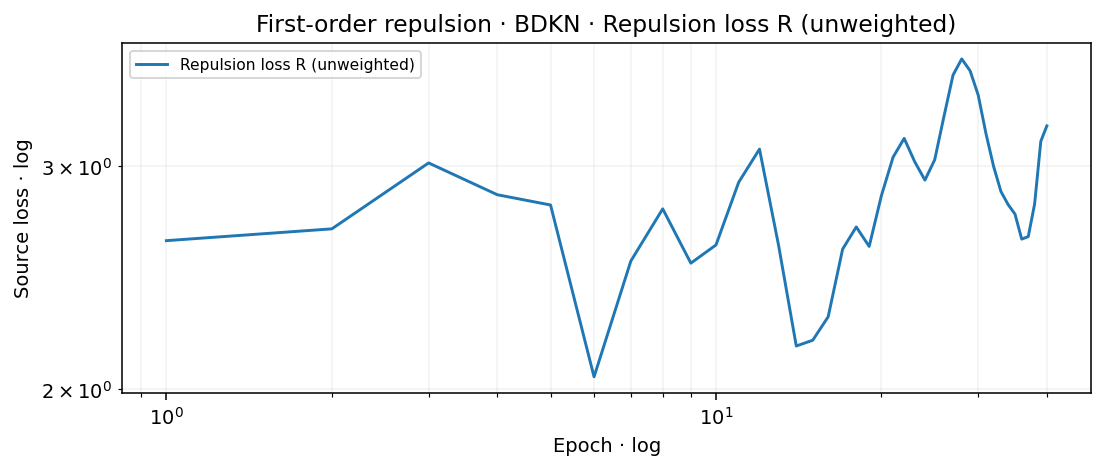 First-order repulsion · BDKN · Repulsion loss R (unweighted)
Repulsion loss R (unweighted)
Source loss · log
3 × 10⁰
2 × 10⁰
10⁰ 10¹
Epoch · log